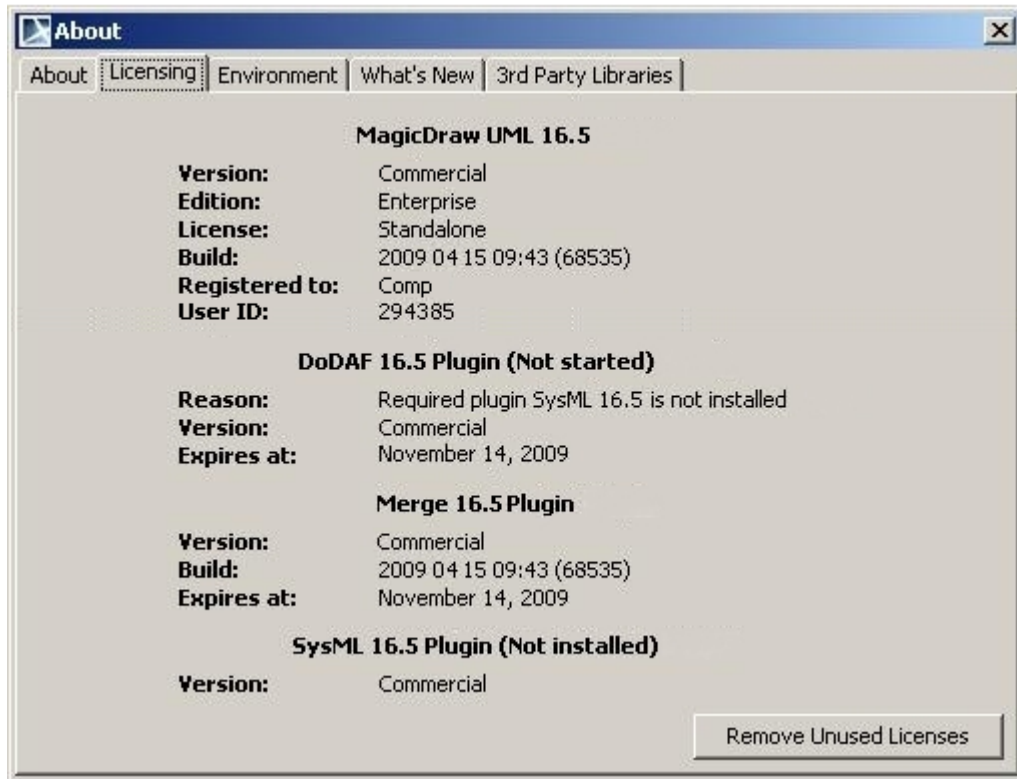 About
About Licensing Environment What's New 3rd Party Libraries
MagicDraw UML 16.5
Version: Commercial
Edition: Enterprise
License: Standalone
Build: 2009 04 15 09:43 (68535)
Registered to: Comp
User ID: 294385
DoDAF 16.5 Plugin (Not started)
Reason: Required plugin SysML 16.5 is not installed
Version: Commercial
Expires at: November 14, 2009
Merge 16.5 Plugin
Version: Commercial
Build: 2009 04 15 09:43 (68535)
Expires at: November 14, 2009
SysML 16.5 Plugin (Not installed)
Version: Commercial
Remove Unused Licenses